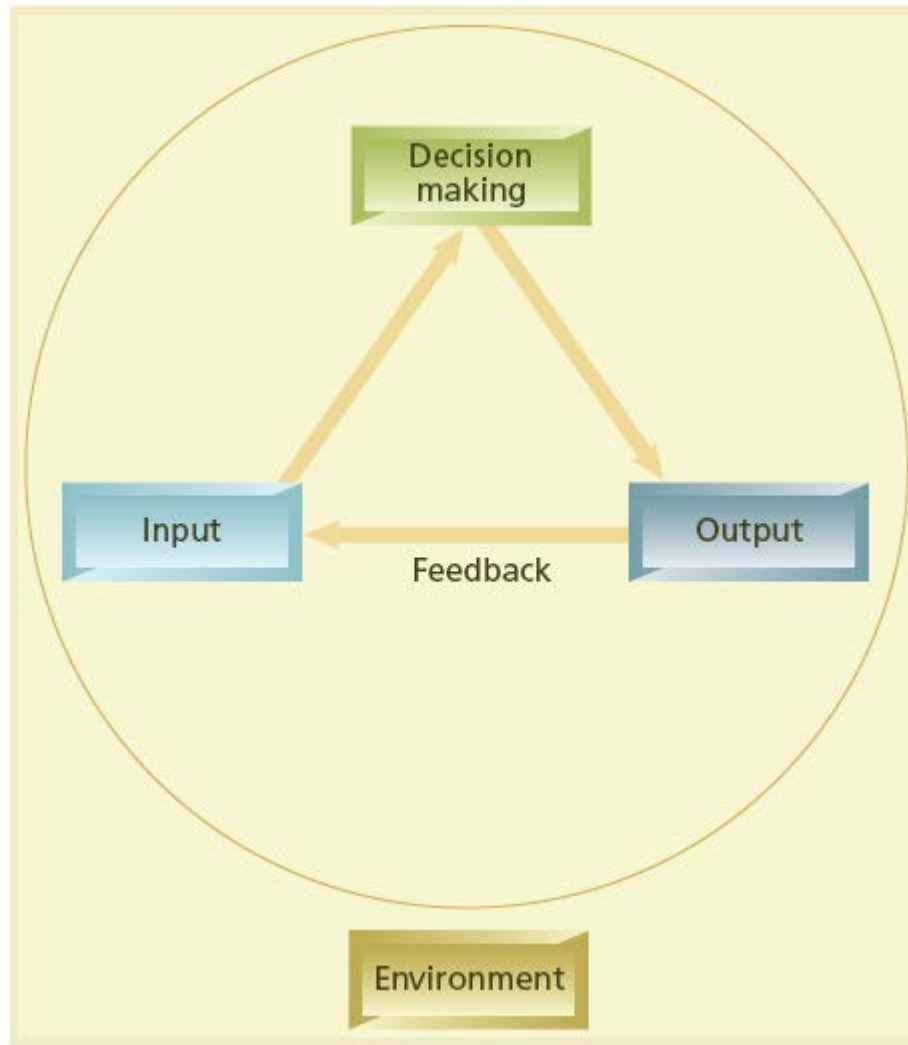 Decision
making
Input
Output
Feedback
Environment